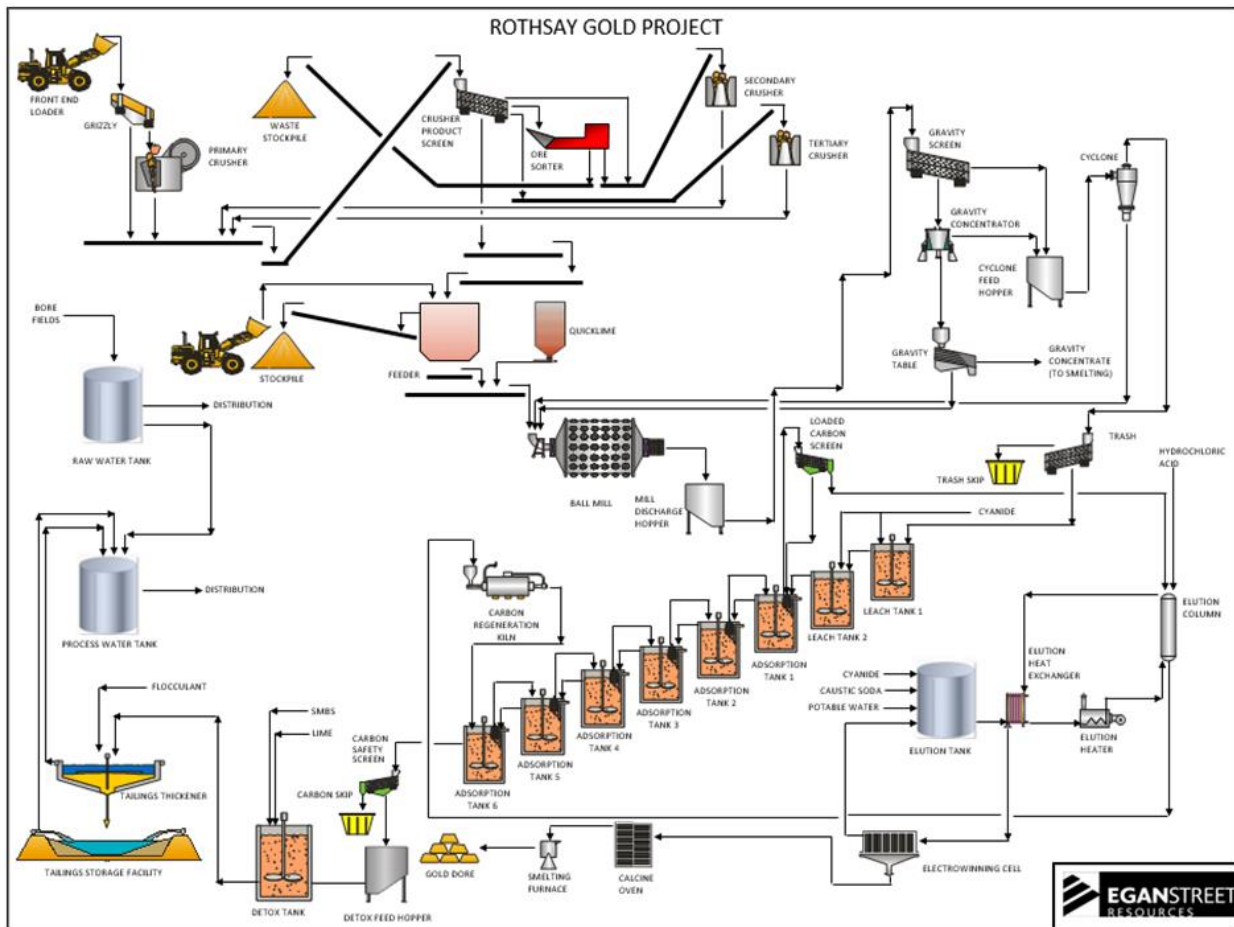 ROTHSAY GOLD PROJECT
FRONT END
LOADER
GRIZZLY
PRIMARY
CRUSHER
WASTE
STOCKPILE
CRUSHER
PRODUCT
SCREEN
ORE
SORTER
SECONDARY
CRUSHER
TERTIARY
CRUSHER
GRAVITY
SCREEN
CYCLONE
GRAVITY
CONCENTRATOR
CYCLONE
FEED
HOPPER
GRAVITY
TABLE
GRAVITY
CONCENTRATE
(TO SMELTING)
BORE
FIELDS
STOCKPILE
FEEDER
QUICKLIME
DISTRIBUTION
RAW WATER TANK
BALL MILL
MILL
DISCHARGE
HOPPER
LOADED
CARBON
SCREEN
TRASH
TRASH SKIP
HYDROCHLORIC
ACID
CYANIDE
DISTRIBUTION
PROCESS WATER TANK
CARBON
REGENERATION
KILN
LEACH TANK 1
LEACH TANK 2
ADSORPTION
TANK 1
ADSORPTION
TANK 2
ADSORPTION
TANK 3
ADSORPTION
TANK 4
ADSORPTION
TANK 5
ADSORPTION
TANK 6
ELUTION
COLUMN
ELUTION
HEAT
EXCHANGER
CYANIDE
CAUSTIC SODA
POTABLE WATER
ELUTION TANK
ELUTION
HEATER
FLOCCULANT
TAILINGS THICKENER
TAILINGS STORAGE FACILITY
SMBS
LIME
CARBON
SAFETY
SCREEN
CARBON SKIP
DETOX TANK
DETOX FEED HOPPER
GOLD DORE
SMELTING
FURNACE
CALCINE
OVEN
ELECTROWINNING CELL
EGANSTREET
RESOURCES